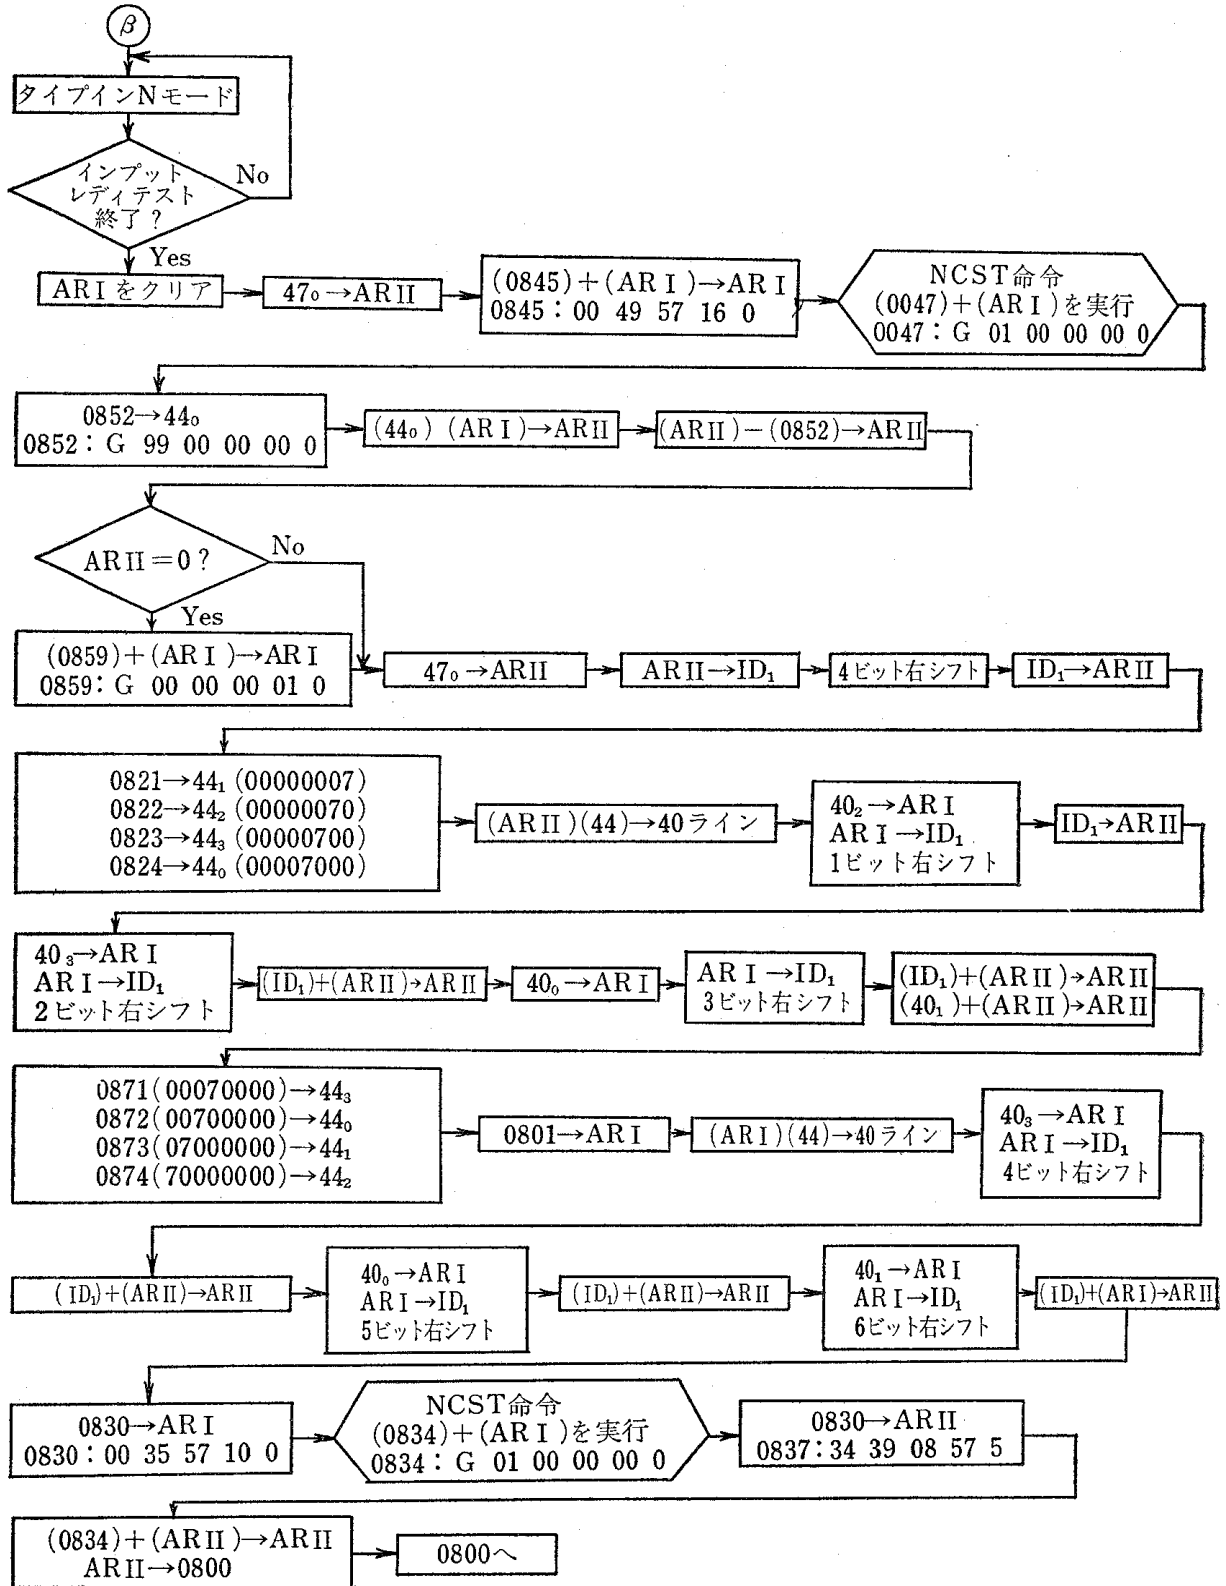 β
タイプインNモード
インプット
レディテスト
終了？
No
Yes
ARⅠをクリア
47₀→ARⅡ
(0845)+(ARⅠ)→ARⅠ
0845：00 49 57 16 0
NCST命令
(0047)+(ARⅠ)を実行
0047：G 01 00 00 00 0
0852→44₀
0852：G 99 00 00 00 0
(44₀) (ARⅠ)→ARⅡ
(ARⅡ)−(0852)→ARⅡ
ARⅡ＝0？
No
Yes
(0859)+(ARⅠ)→ARⅠ
0859：G 00 00 00 01 0
47₀→ARⅡ
ARⅡ→ID₁
4ビット右シフト
ID₁→ARⅡ
0821→44₁(00000007)
0822→44₂(00000070)
0823→44₃(00000700)
0824→44₀(00007000)
(ARⅡ)(44)→40ライン
40₂→ARⅠ
ARⅠ→ID₁
1ビット右シフト
ID₁→ARⅡ
40₃→ARⅠ
ARⅠ→ID₁
2ビット右シフト
(ID₁)+(ARⅡ)→ARⅡ
40₀→ARⅠ
ARⅠ→ID₁
3ビット右シフト
(ID₁)+(ARⅡ)→ARⅡ
(40₁)+(ARⅡ)→ARⅡ
0871(00070000)→44₃
0872(00700000)→44₀
0873(07000000)→44₁
0874(70000000)→44₂
0801→ARⅠ
(ARⅠ)(44)→40ライン
40₃→ARⅠ
ARⅠ→ID₁
4ビット右シフト
(ID₁)+(ARⅡ)→ARⅡ
40₀→ARⅠ
ARⅠ→ID₁
5ビット右シフト
(ID₁)+(ARⅡ)→ARⅡ
40₁→ARⅠ
ARⅠ→ID₁
6ビット右シフト
(ID₁)+(ARⅠ)→ARⅡ
0830→ARⅠ
0830：00 35 57 10 0
NCST命令
(0834)+(ARⅠ)を実行
0834：G 01 00 00 00 0
0830→ARⅡ
0837：34 39 08 57 5
(0834)+(ARⅡ)→ARⅡ
ARⅡ→0800
0800へ